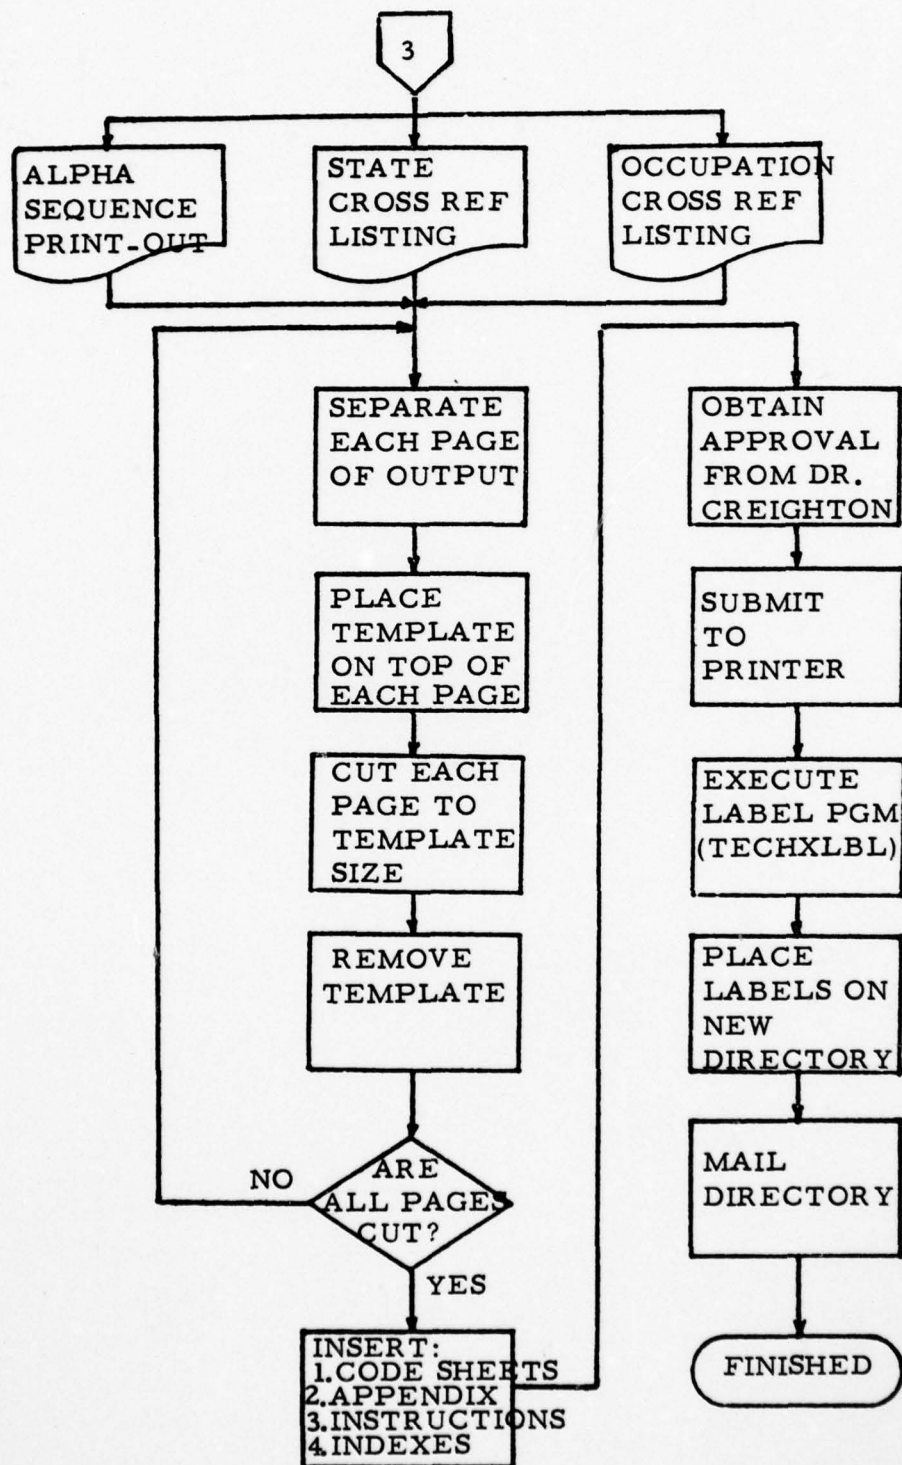 3
ALPHA
SEQUENCE
PRINT-OUT
STATE
CROSS REF
LISTING
OCCUPATION
CROSS REF
LISTING
SEPARATE
EACH PAGE
OF OUTPUT
PLACE
TEMPLATE
ON TOP OF
EACH PAGE
CUT EACH
PAGE TO
TEMPLATE
SIZE
REMOVE
TEMPLATE
ARE
ALL PAGES
CUT?
NO
YES
INSERT:
1.CODE SHEETS
2.APPENDIX
3.INSTRUCTIONS
4.INDEXES
OBTAIN
APPROVAL
FROM DR.
CREIGHTON
SUBMIT
TO
PRINTER
EXECUTE
LABEL PGM
(TECHXLBL)
PLACE
LABELS ON
NEW
DIRECTORY
MAIL
DIRECTORY
FINISHED